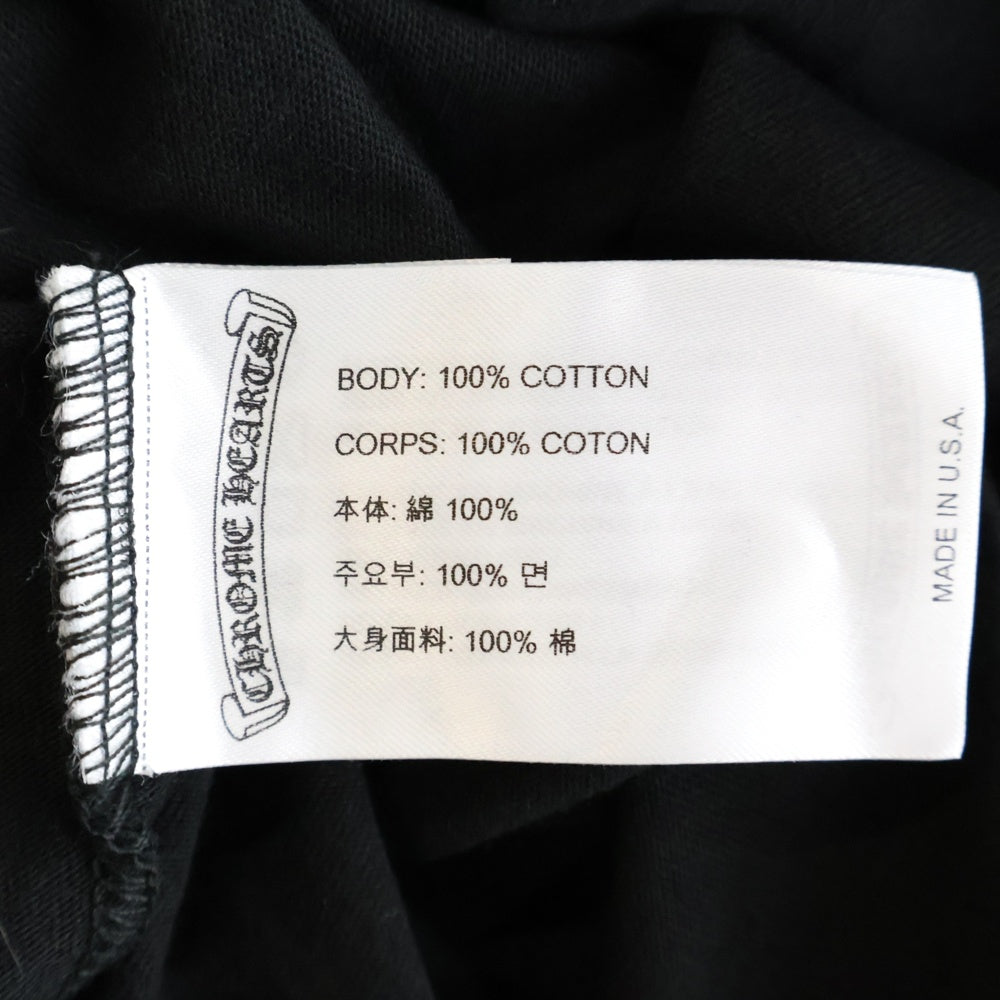 CHROME HEARTS
BODY: 100% COTTON
CORPS: 100% COTON
本体: 綿 100%
주요부: 100% 면
大身面料: 100% 棉
MADE IN U.S.A.